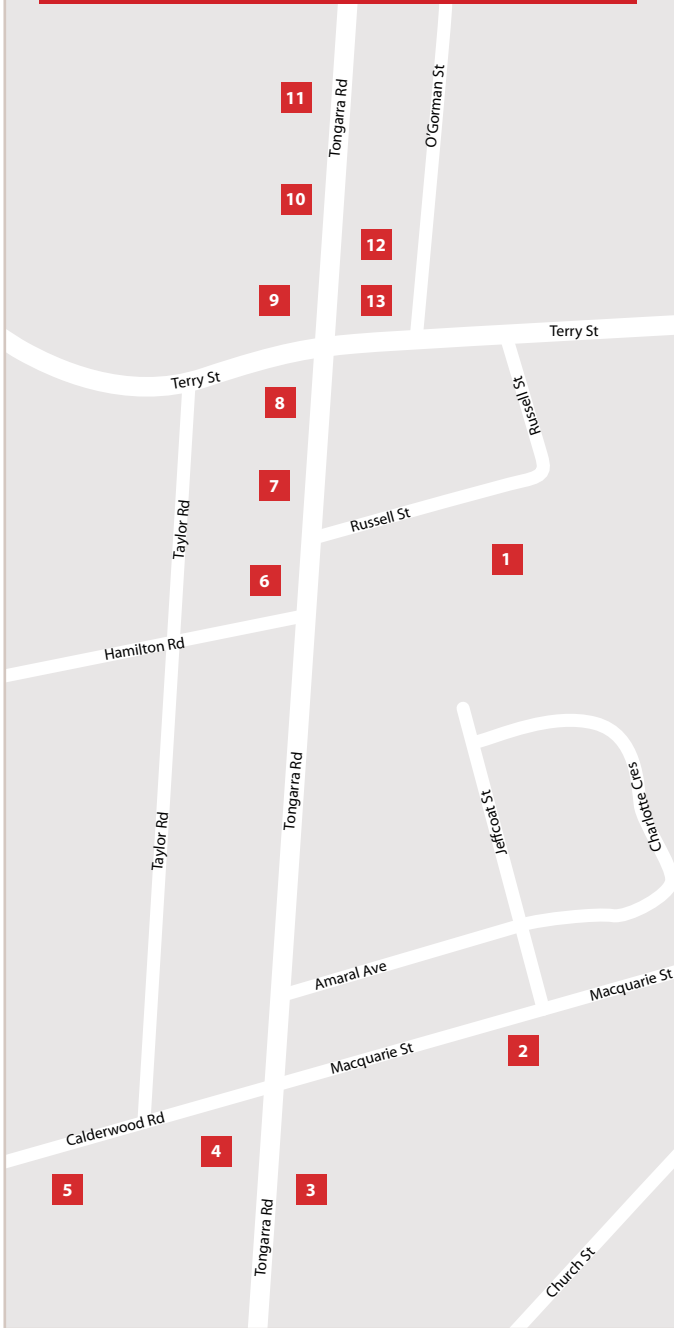 11
Tongarra Rd
O'Gorman St
10
12
9
13
Terry St
Terry St
8
Russell St
7
Russell St
Taylor Rd
1
6
Hamilton Rd
Tongarra Rd
Jeffcoat St
Charlotte Cres
Taylor Rd
Amaral Ave
Macquarie St
Macquarie St
2
Calderwood Rd
4
5
3
Tongarra Rd
Church St